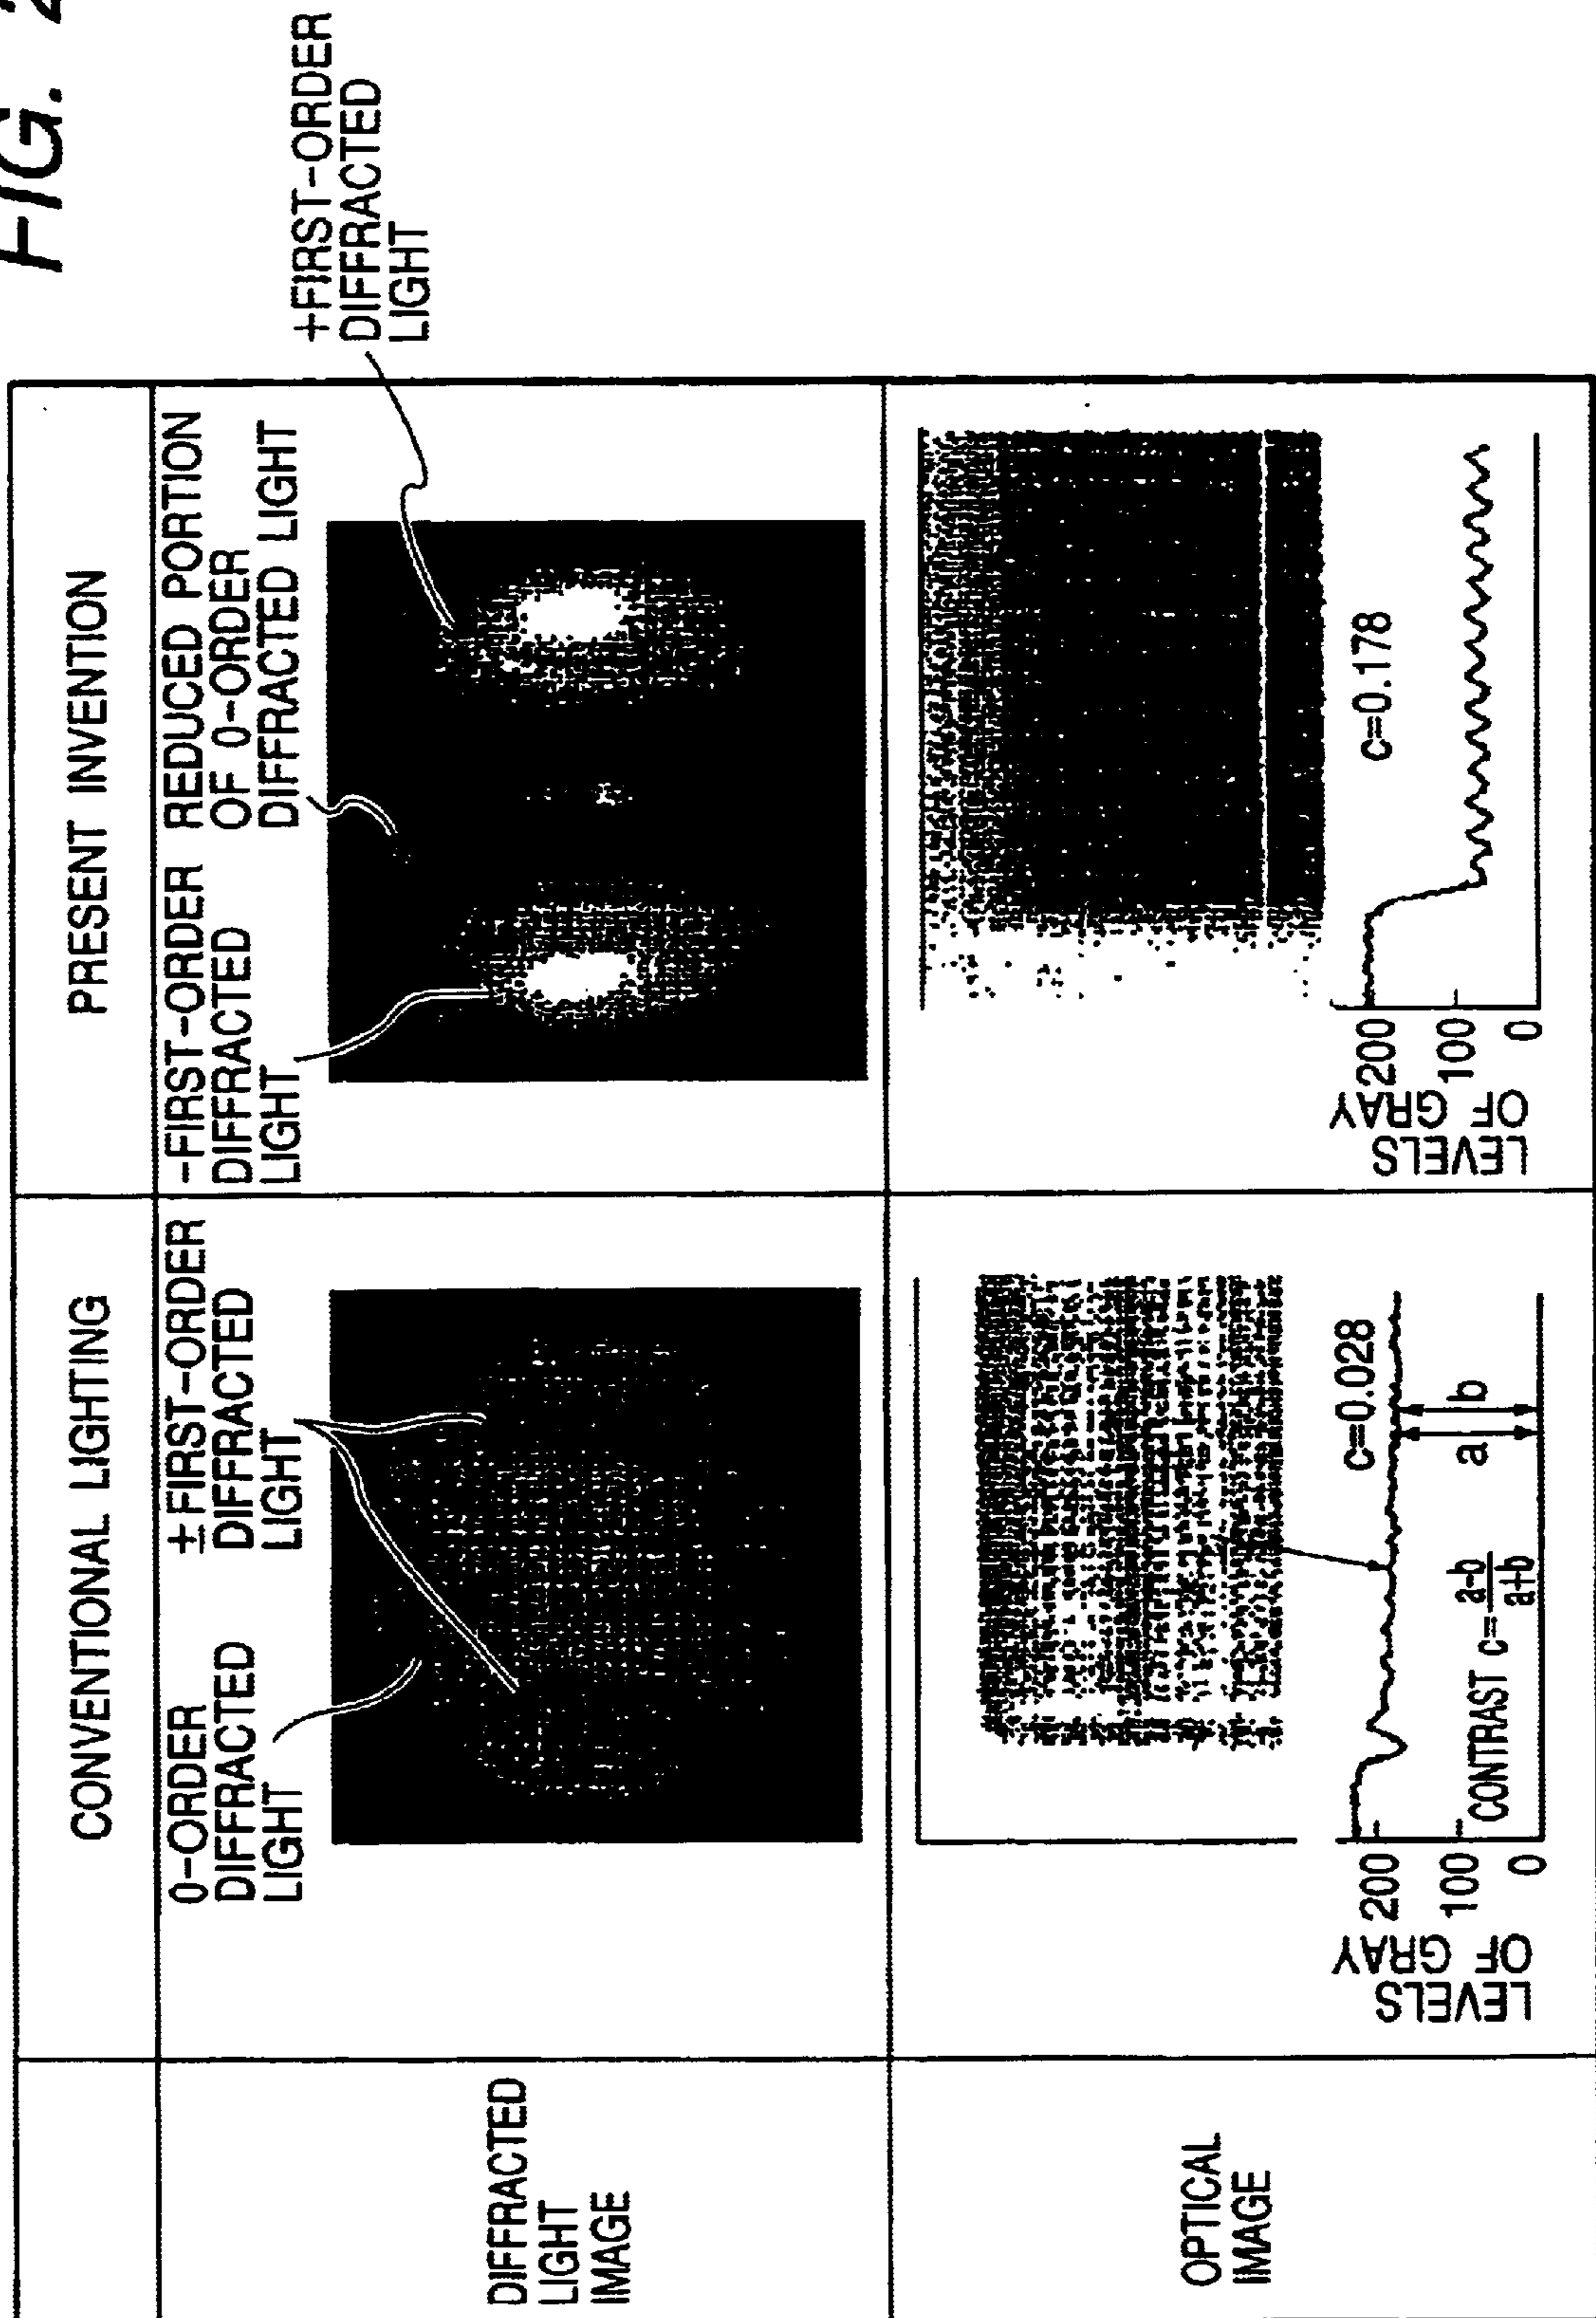 FIG. 2
CONVENTIONAL LIGHTING
PRESENT INVENTION
DIFFRACTED
LIGHT
IMAGE
0-ORDER
DIFFRACTED
LIGHT
±FIRST-ORDER
DIFFRACTED
LIGHT
-FIRST-ORDER
DIFFRACTED
LIGHT
REDUCED PORTION
OF 0-ORDER
DIFFRACTED LIGHT
+FIRST-ORDER
DIFFRACTED
LIGHT
OPTICAL
IMAGE
LEVELS
OF GRAY
200
100
0
c=0.028
CONTRAST c=a-b/a+b
a
b
LEVELS
OF GRAY
200
100
0
c=0.178